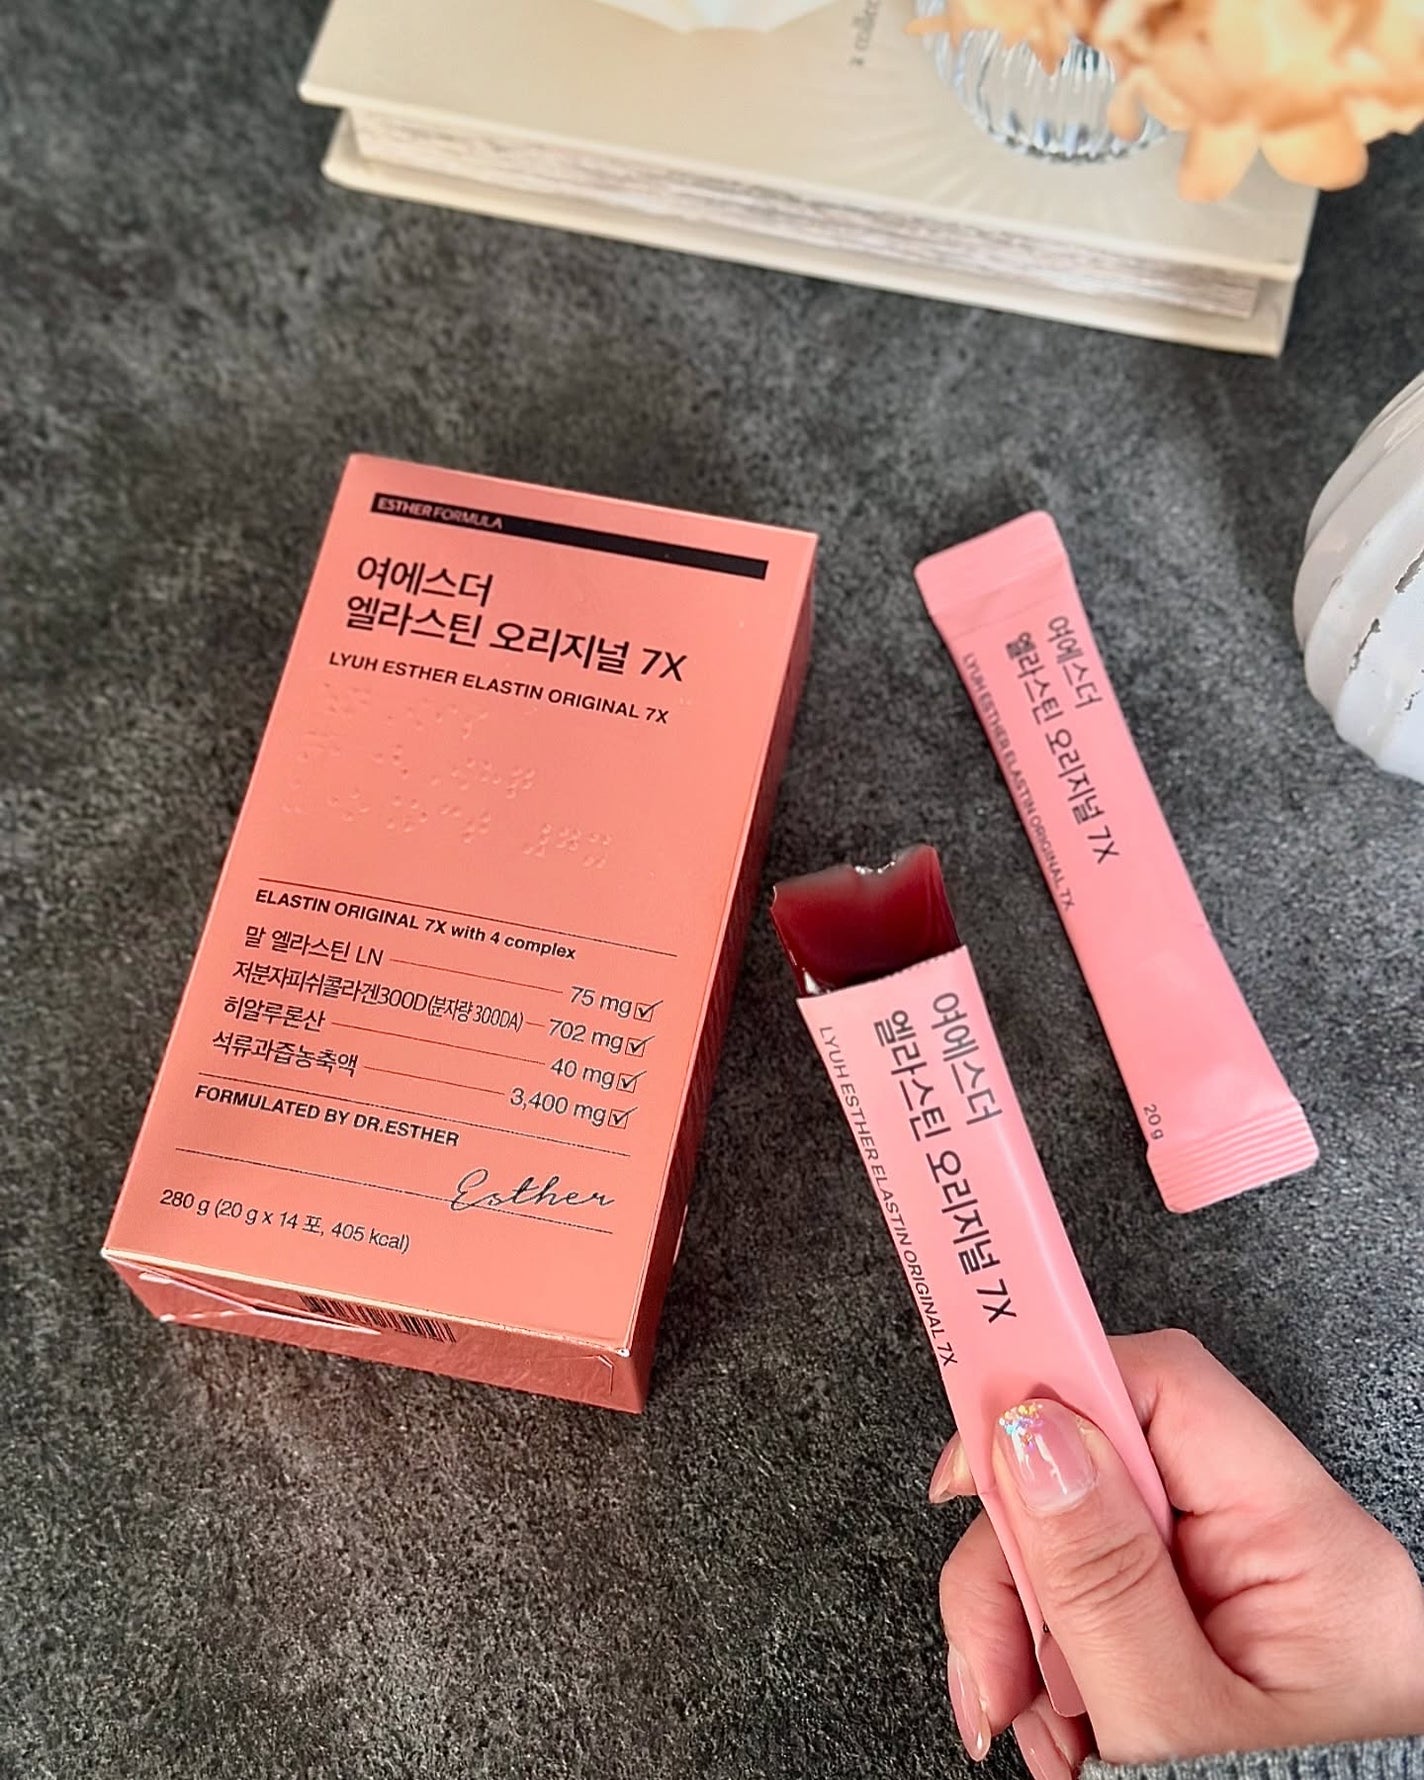 ESTHER FORMULA
여에스더
엘라스틴 오리지널 7X
LYUH ESTHER ELASTIN ORIGINAL 7X
ELASTIN ORIGINAL 7X with 4 complex
말 엘라스틴 LN 75 mg
저분자피쉬콜라겐300D(분자량 300DA) 702 mg
히알루론산 40 mg
석류과즙농축액 3,400 mg
FORMULATED BY DR.ESTHER
Esther
280 g (20 g x 14 포, 405 kcal)
여에스더
엘라스틴 오리지널 7X
LYUH ESTHER ELASTIN ORIGINAL 7X
20 g
여에스더
엘라스틴 오리지널 7X
LYUH ESTHER ELASTIN ORIGINAL 7X